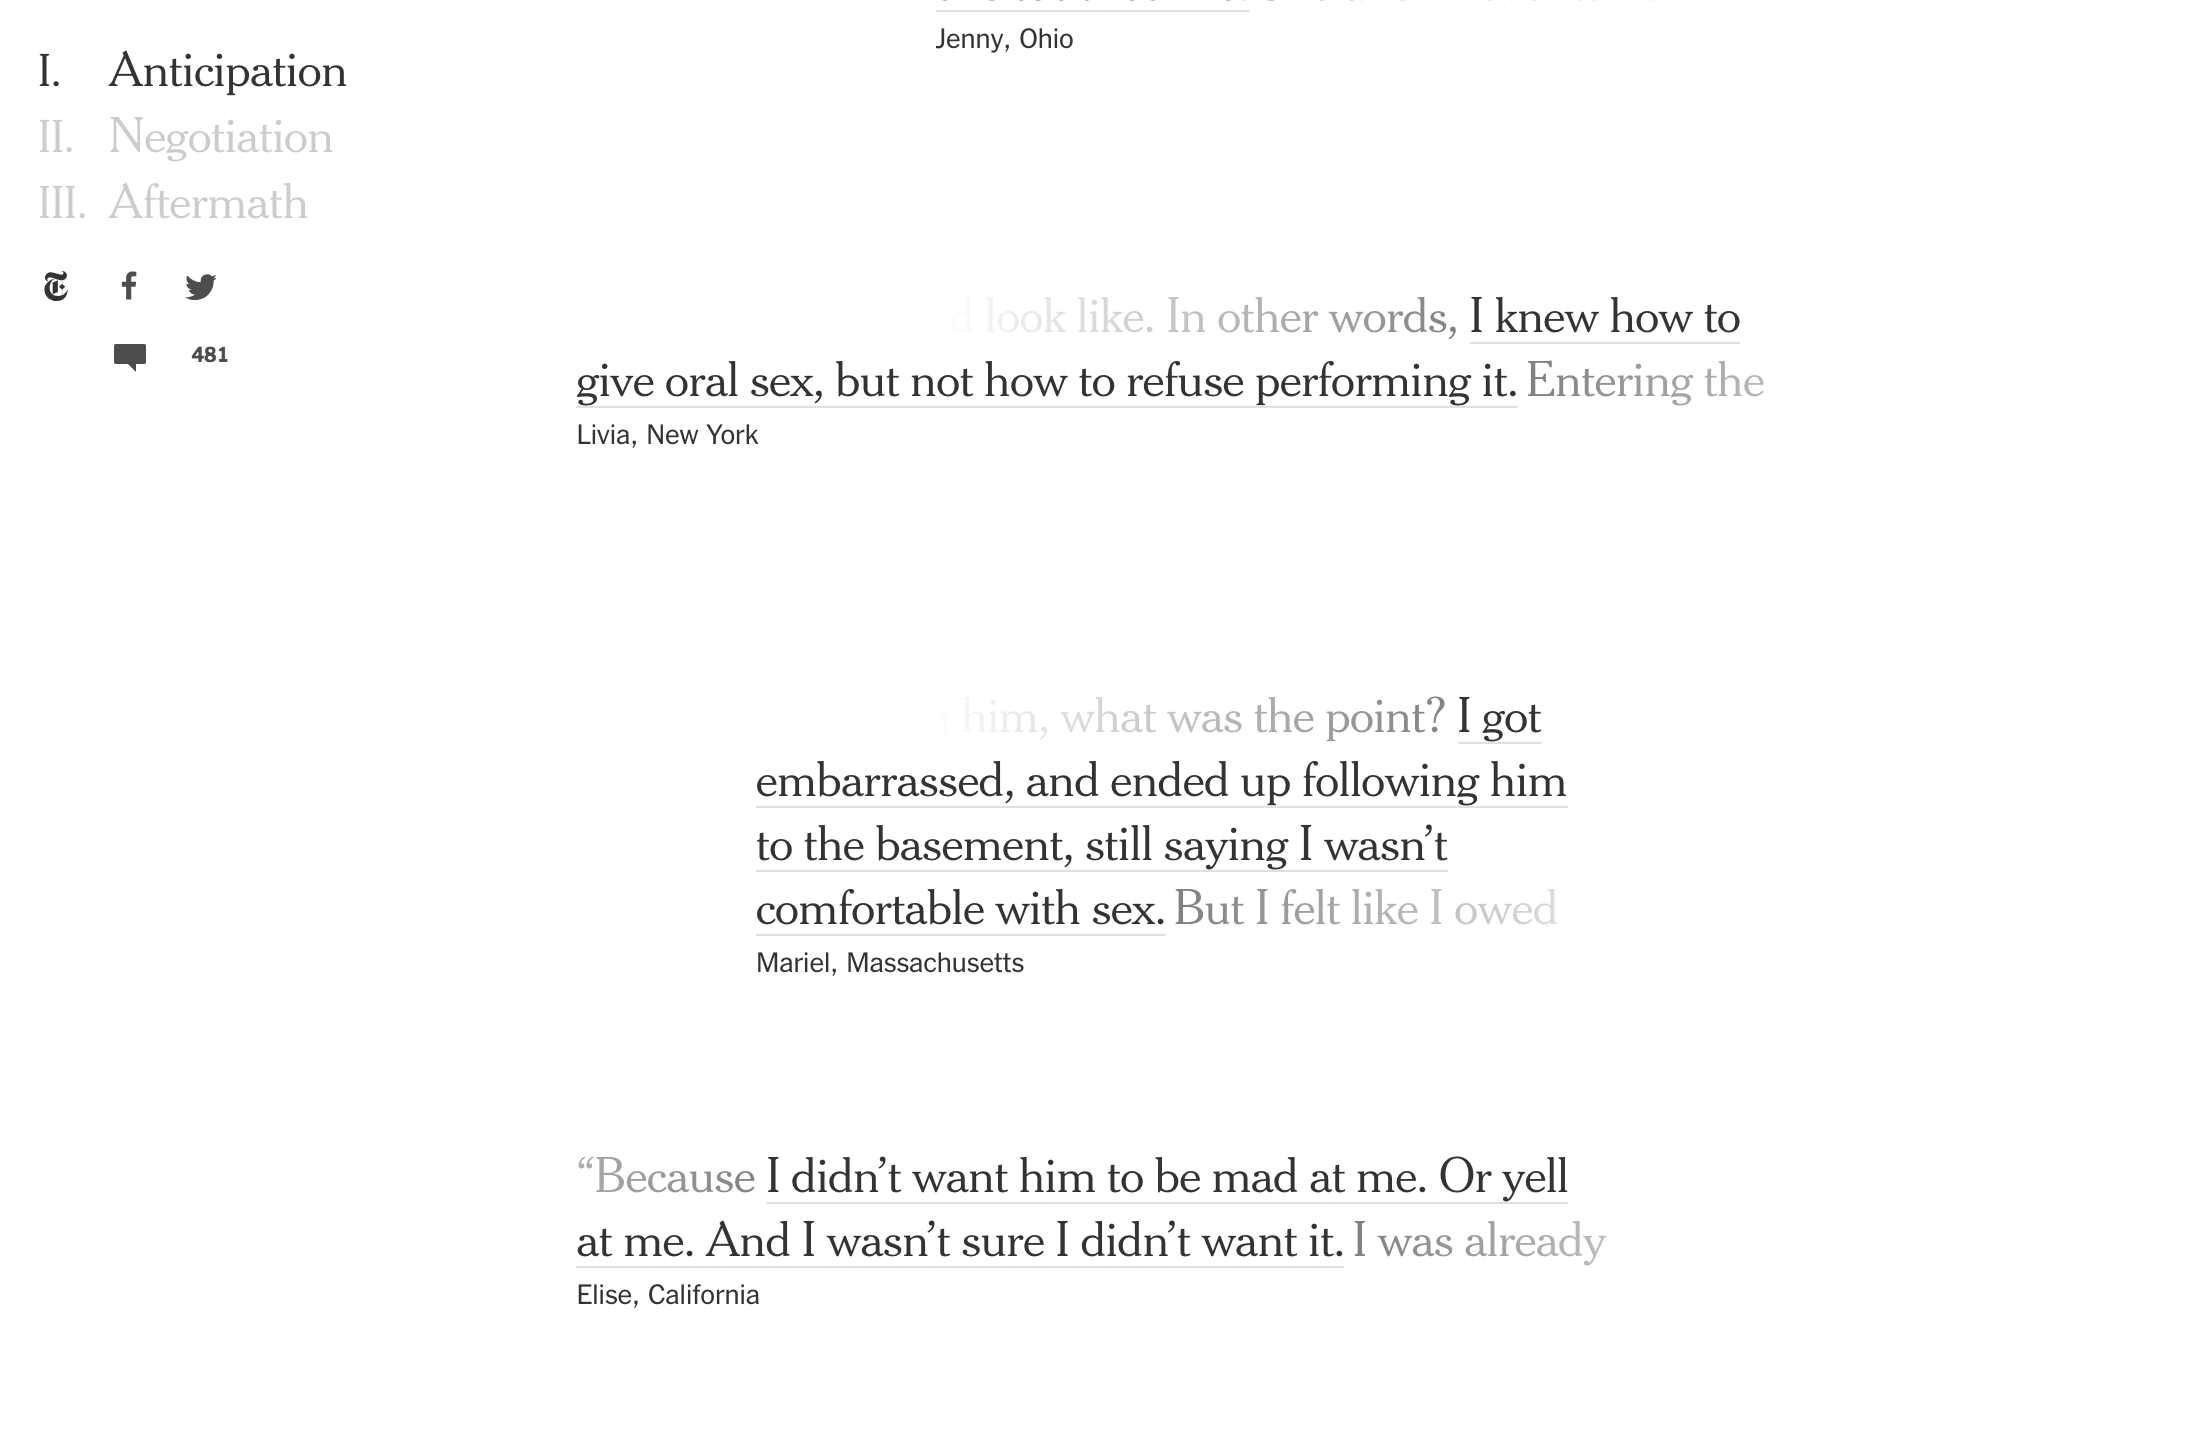 Jenny, Ohio
I. Anticipation
II. Negotiation
III. Aftermath
481
look like. In other words, I knew how to
give oral sex, but not how to refuse performing it. Entering the
Livia, New York
him, what was the point? I got
embarrassed, and ended up following him
to the basement, still saying I wasn’t
comfortable with sex. But I felt like I owed
Mariel, Massachusetts
“Because I didn’t want him to be mad at me. Or yell
at me. And I wasn’t sure I didn’t want it. I was already
Elise, California